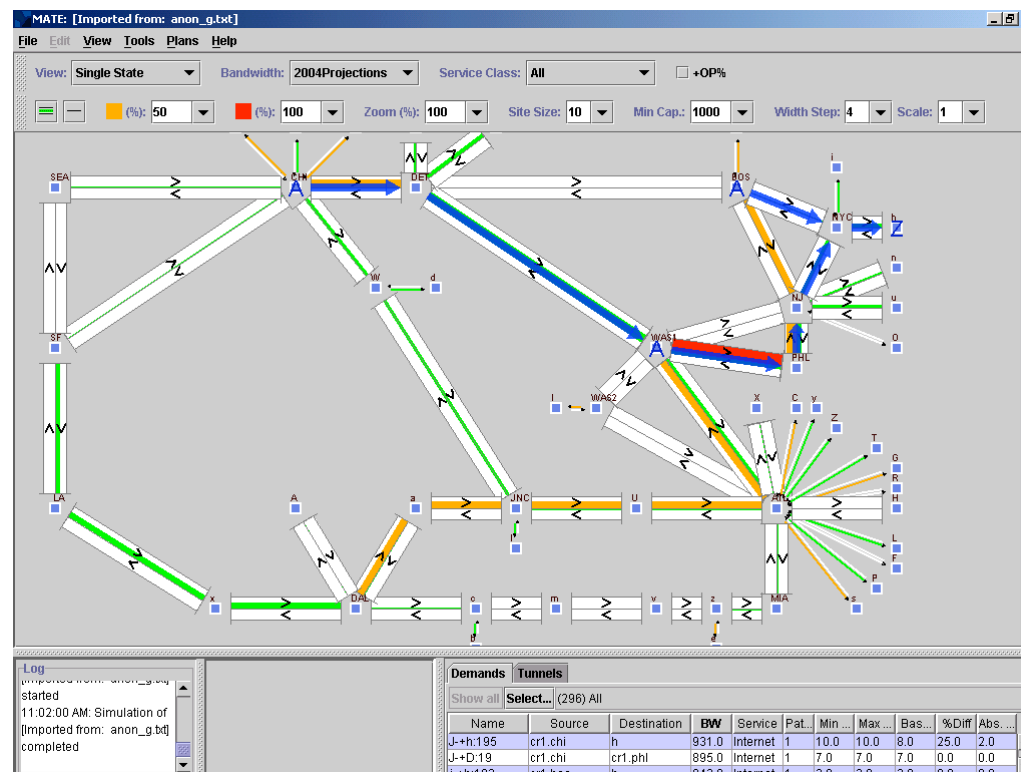 MATE: [Imported from: anon_g.txt]
File Edit View Tools Plans Help
View: Single State Bandwidth: 2004Projections Service Class: All +OP%
(%): 50 (%): 100 Zoom (%): 100 Site Size: 10 Min Cap.: 1000 Width Step: 4 Scale: 1
SEA CHI DET BOS i
NYC h
Z
W d n
NJ u
SF WAS1 O
PHL
I WAS2 X C y
Z
T
G
R
LA A a JNC U H
L
F
P
x DAL c m v z MIA s
Log
started
11:02:00 AM: Simulation of
[Imported from: anon_g.txt]
completed
Demands Tunnels
Show all Select... (296) All
Name Source Destination BW Service Pat... Min ... Max ... Bas... %Diff Abs. ...
J-+h:195 cr1.chi h 931.0 Internet 1 10.0 10.0 8.0 25.0 2.0
J-+D:19 cr1.chi cr1.phl 895.0 Internet 1 7.0 7.0 7.0 0.0 0.0